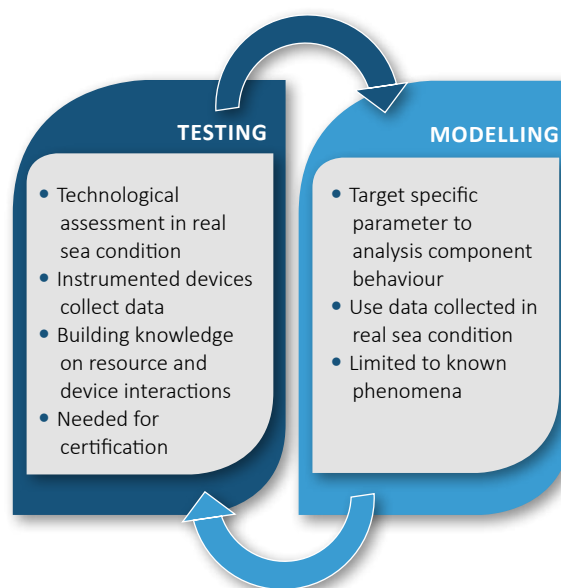 TESTING
• Technological
assessment in real
sea condition
• Instrumented devices
collect data
• Building knowledge
on resource and
device interactions
• Needed for
certification
MODELLING
• Target specific
parameter to
analysis component
behaviour
• Use data collected in
real sea condition
• Limited to known
phenomena